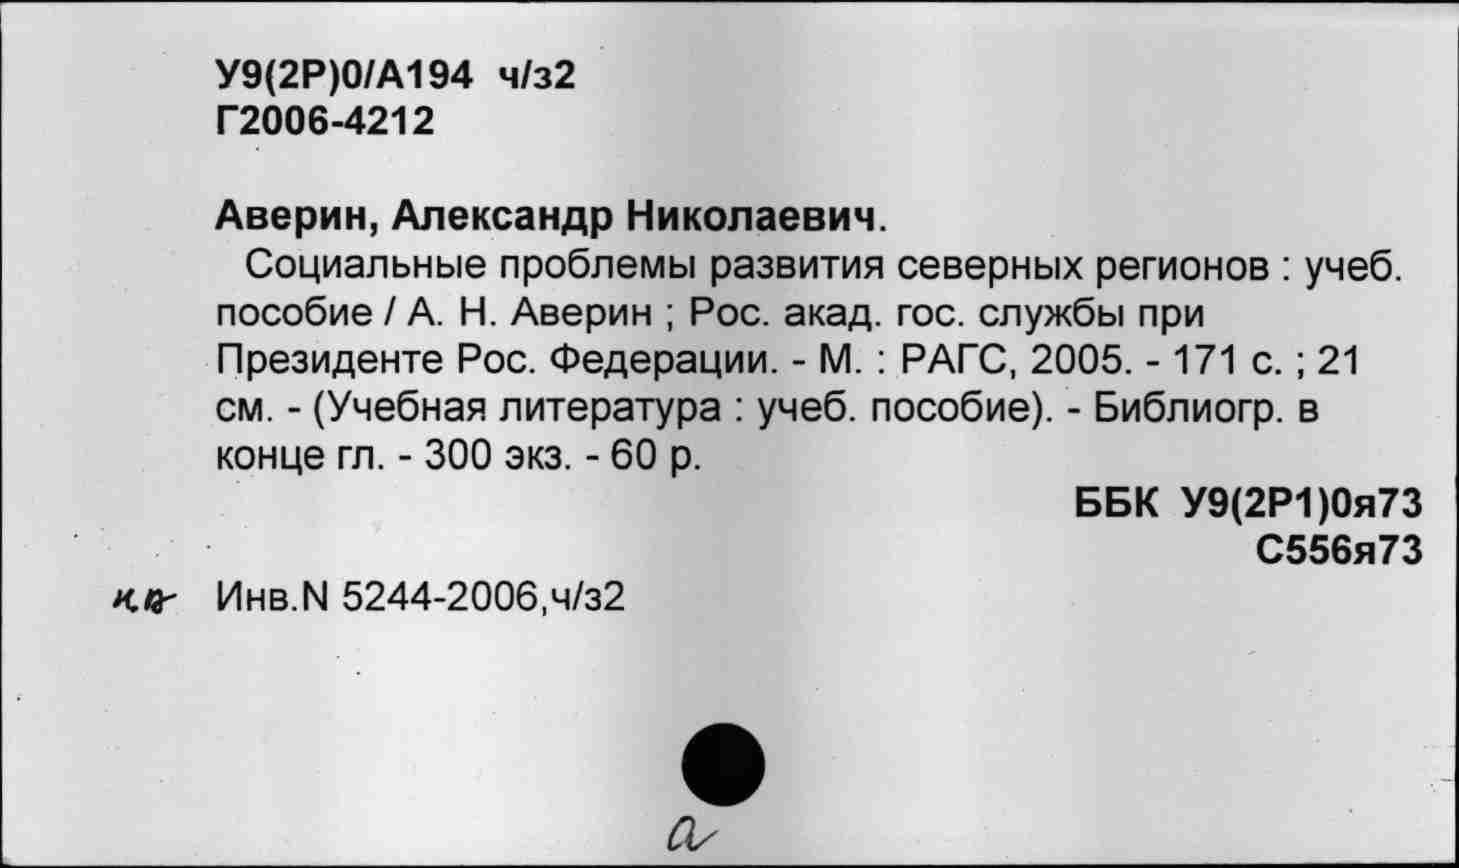 У9(2Р)0/А194 ч/з2
Г2006-4212
Аверин, Александр Николаевич.
Социальные проблемы развития северных регионов : учеб.
пособие / А. Н. Аверин ; Рос. акад. гос. службы при
Президенте Рос. Федерации. - М. : РАГС, 2005. - 171 с. ; 21
см. - (Учебная литература : учеб. пособие). - Библиогр. в
конце гл. - 300 экз. - 60 р.
ББК У9(2Р1)0я73
С556я73
Инв.N 5244-2006,ч/з2
а